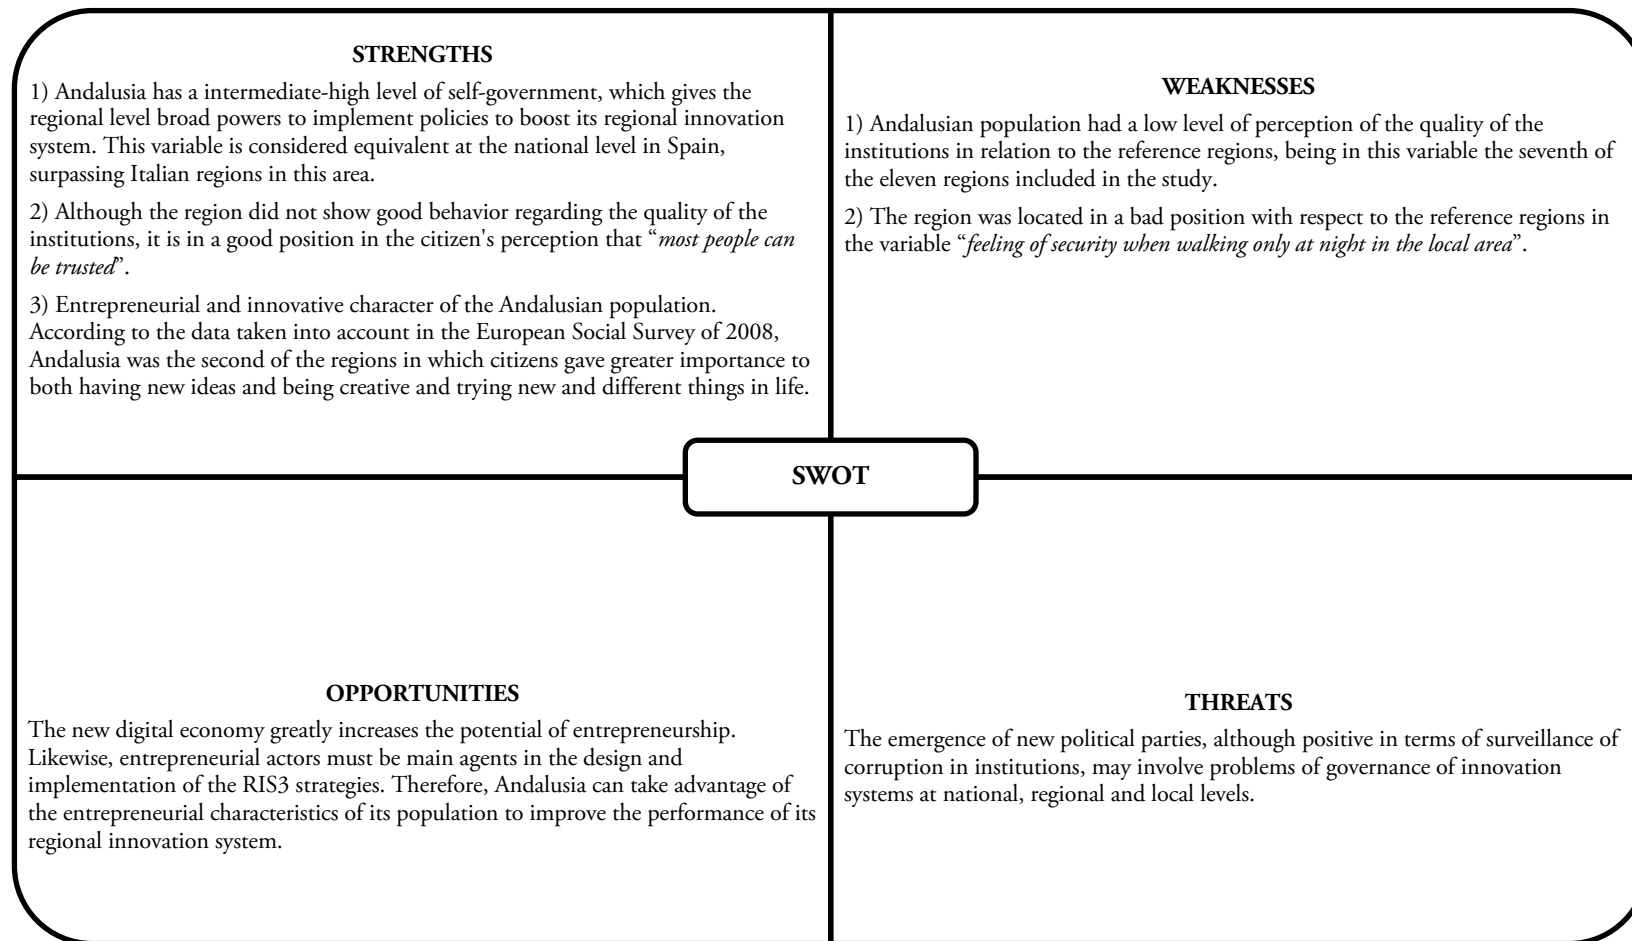 STRENGTHS
1) Andalusia has a intermediate-high level of self-government, which gives the
regional level broad powers to implement policies to boost its regional innovation
system. This variable is considered equivalent at the national level in Spain,
surpassing Italian regions in this area.
2) Although the region did not show good behavior regarding the quality of the
institutions, it is in a good position in the citizen's perception that “most people can
be trusted”.
3) Entrepreneurial and innovative character of the Andalusian population.
According to the data taken into account in the European Social Survey of 2008,
Andalusia was the second of the regions in which citizens gave greater importance to
both having new ideas and being creative and trying new and different things in life.
WEAKNESSES
1) Andalusian population had a low level of perception of the quality of the
institutions in relation to the reference regions, being in this variable the seventh of
the eleven regions included in the study.
2) The region was located in a bad position with respect to the reference regions in
the variable “feeling of security when walking only at night in the local area”.
SWOT
OPPORTUNITIES
The new digital economy greatly increases the potential of entrepreneurship.
Likewise, entrepreneurial actors must be main agents in the design and
implementation of the RIS3 strategies. Therefore, Andalusia can take advantage of
the entrepreneurial characteristics of its population to improve the performance of its
regional innovation system.
THREATS
The emergence of new political parties, although positive in terms of surveillance of
corruption in institutions, may involve problems of governance of innovation
systems at national, regional and local levels.